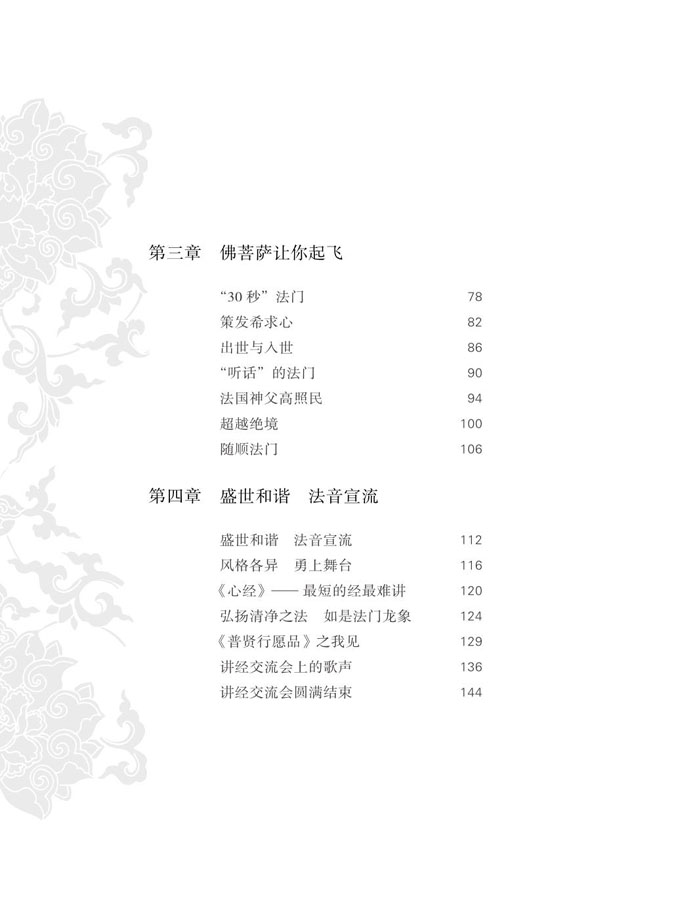 第三章　佛菩萨让你起飞
“30 秒”法门 78
策发希求心 82
出世与入世 86
“听话”的法门 90
法国神父高照民 94
超越绝境 100
随顺法门 106
第四章　盛世和谐　法音宣流
盛世和谐　法音宣流 112
风格各异　勇上舞台 116
《心经》—— 最短的经最难讲 120
弘扬清净之法　如是法门龙象 124
《普贤行愿品》之我见 129
讲经交流会上的歌声 136
讲经交流会圆满结束 144